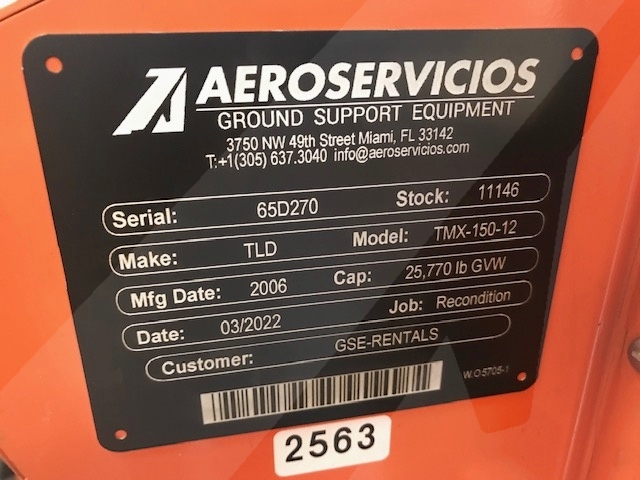 AEROSERVICIOS
GROUND SUPPORT EQUIPMENT
3750 NW 49th Street Miami, FL 33142
T:+1(305) 637.3040 info@aeroservicios.com
Serial: 65D270 Stock: 11146
Make: TLD Model: TMX-150-12
Mfg Date: 2006 Cap: 25,770 lb GVW
Date: 03/2022 Job: Recondition
Customer: GSE-RENTALS
W.O5705-1
2563